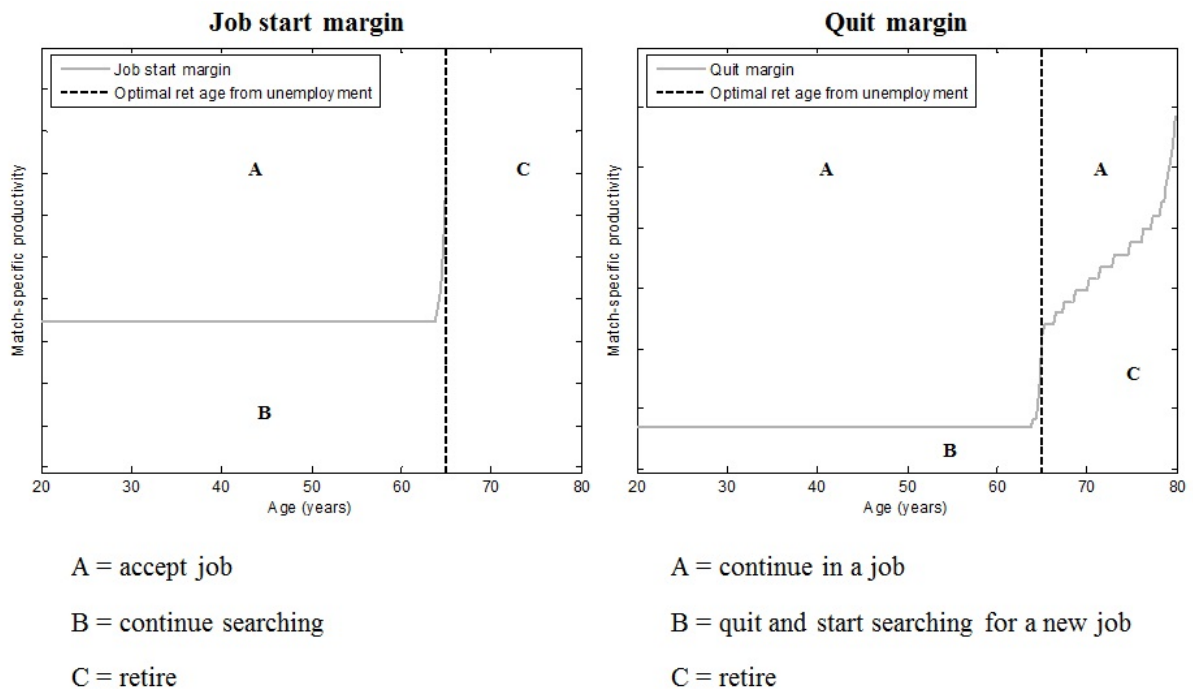 Job start margin
Job start margin
Optimal ret age from unemployment
A
C
B
Match-specific productivity
20 30 40 50 60 70 80
Age (years)
A = accept job
B = continue searching
C = retire
Quit margin
Quit margin
Optimal ret age from unemployment
A
A
C
B
Match-specific productivity
20 30 40 50 60 70 80
Age (years)
A = continue in a job
B = quit and start searching for a new job
C = retire